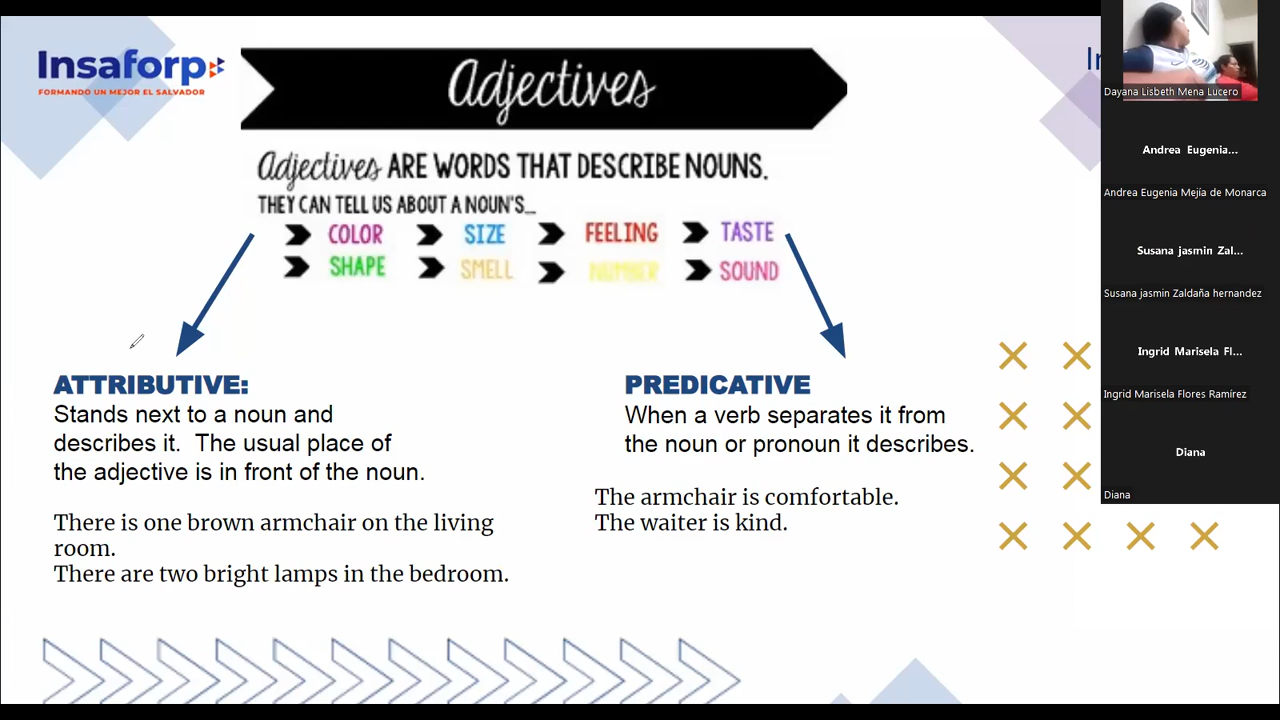 Insaforp
FORMANDO UN MEJOR EL SALVADOR
Adjectives
Adjectives ARE WORDS THAT DESCRIBE NOUNS.
THEY CAN TELL US ABOUT A NOUN'S...
COLOR SIZE FEELING TASTE
SHAPE SMELL NUMBER SOUND
ATTRIBUTIVE:
Stands next to a noun and
describes it. The usual place of
the adjective is in front of the noun.
There is one brown armchair on the living
room.
There are two bright lamps in the bedroom.
PREDICATIVE
When a verb separates it from
the noun or pronoun it describes.
The armchair is comfortable.
The waiter is kind.
Dayana Lisbeth Mena Lucero
Andrea Eugenia...
Andrea Eugenia Mejía de Monarca
Susana jasmin Zal...
Susana jasmin Zaldaña hernandez
Ingrid Marisela Fl...
Ingrid Marisela Flores Ramírez
Diana
Diana